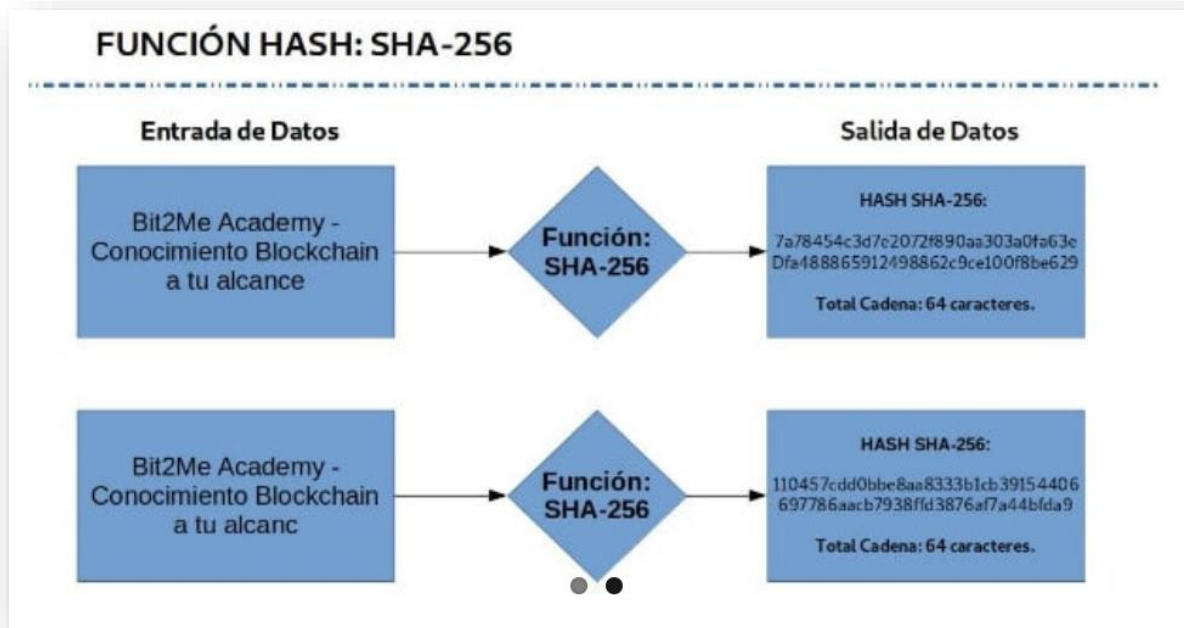 FUNCIÓN HASH: SHA-256
Entrada de Datos
Salida de Datos
Bit2Me Academy -
Conocimiento Blockchain
a tu alcance
Función:
SHA-256
HASH SHA-256:
7a78454c3d7e2072f890aa303a0fa63e
Dfa488865912498862c9ce100f8be629
Total Cadena: 64 caracteres.
Bit2Me Academy -
Conocimiento Blockchain
a tu alcanc
Función:
SHA-256
HASH SHA-256:
110457cdd0bbe8aa8333b1cb39154406
697786aacb7938ffd3876af7a44bfda9
Total Cadena: 64 caracteres.